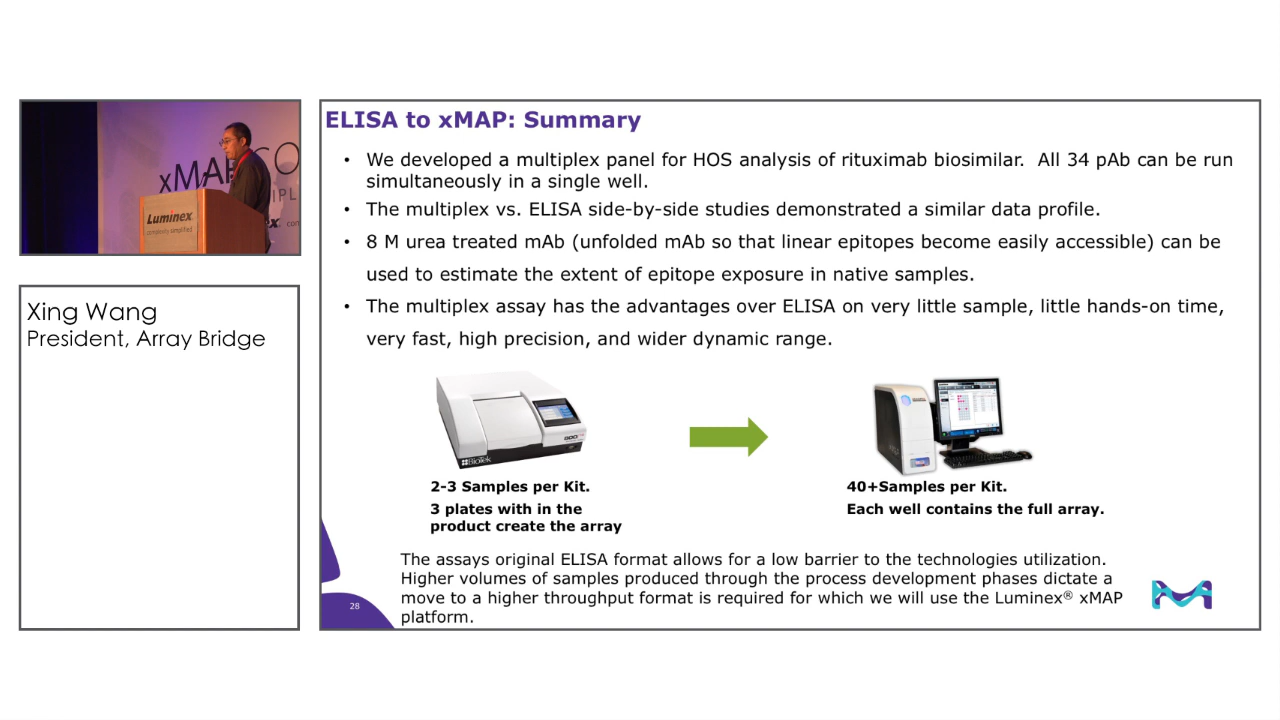 xMAP CO
IPL
Luminex
complexity simplified.
Xing Wang
President, Array Bridge
ELISA to xMAP: Summary
• We developed a multiplex panel for HOS analysis of rituximab biosimilar.  All 34 pAb can be run
simultaneously in a single well.
• The multiplex vs. ELISA side-by-side studies demonstrated a similar data profile.
• 8 M urea treated mAb (unfolded mAb so that linear epitopes become easily accessible) can be
used to estimate the extent of epitope exposure in native samples.
• The multiplex assay has the advantages over ELISA on very little sample, little hands-on time,
very fast, high precision, and wider dynamic range.
800
BioTek
2-3 Samples per Kit.
3 plates with in the
product create the array
40+Samples per Kit.
Each well contains the full array.
The assays original ELISA format allows for a low barrier to the technologies utilization.
Higher volumes of samples produced through the process development phases dictate a
move to a higher throughput format is required for which we will use the Luminex® xMAP
platform.
28